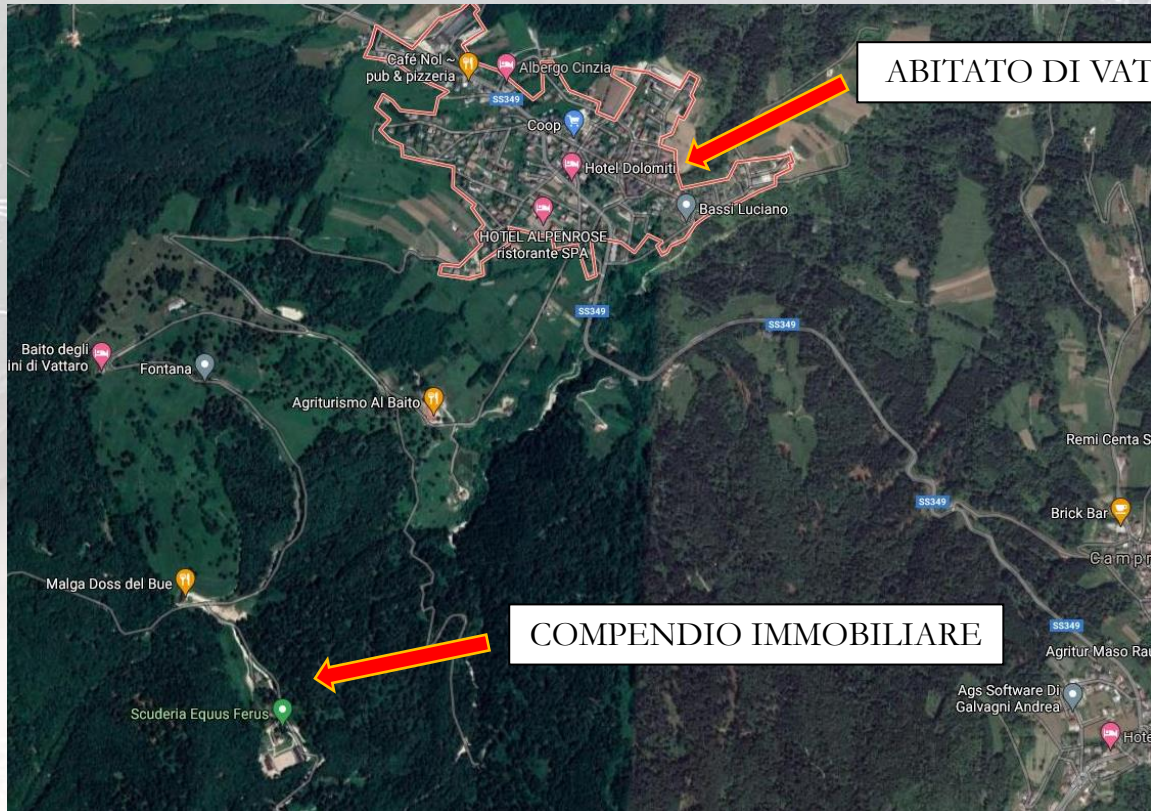 Café Nol ~
pub & pizzeria
Albergo Cinzia
ABITATO DI VAT
SS349
Coop
Hotel Dolomiti
Bassi Luciano
HOTEL ALPENROSE
ristorante SPA
SS349
SS349
Baito degli
ini di Vattaro
Fontana
Agriturismo Al Baito
Remi Centa S
SS349
Brick Bar
Campr
Malga Doss del Bue
COMPENDIO IMMOBILIARE
SS349
Agritur Maso Rau
Ags Software Di
Galvagni Andrea
Scuderia Equus Ferus
Hote